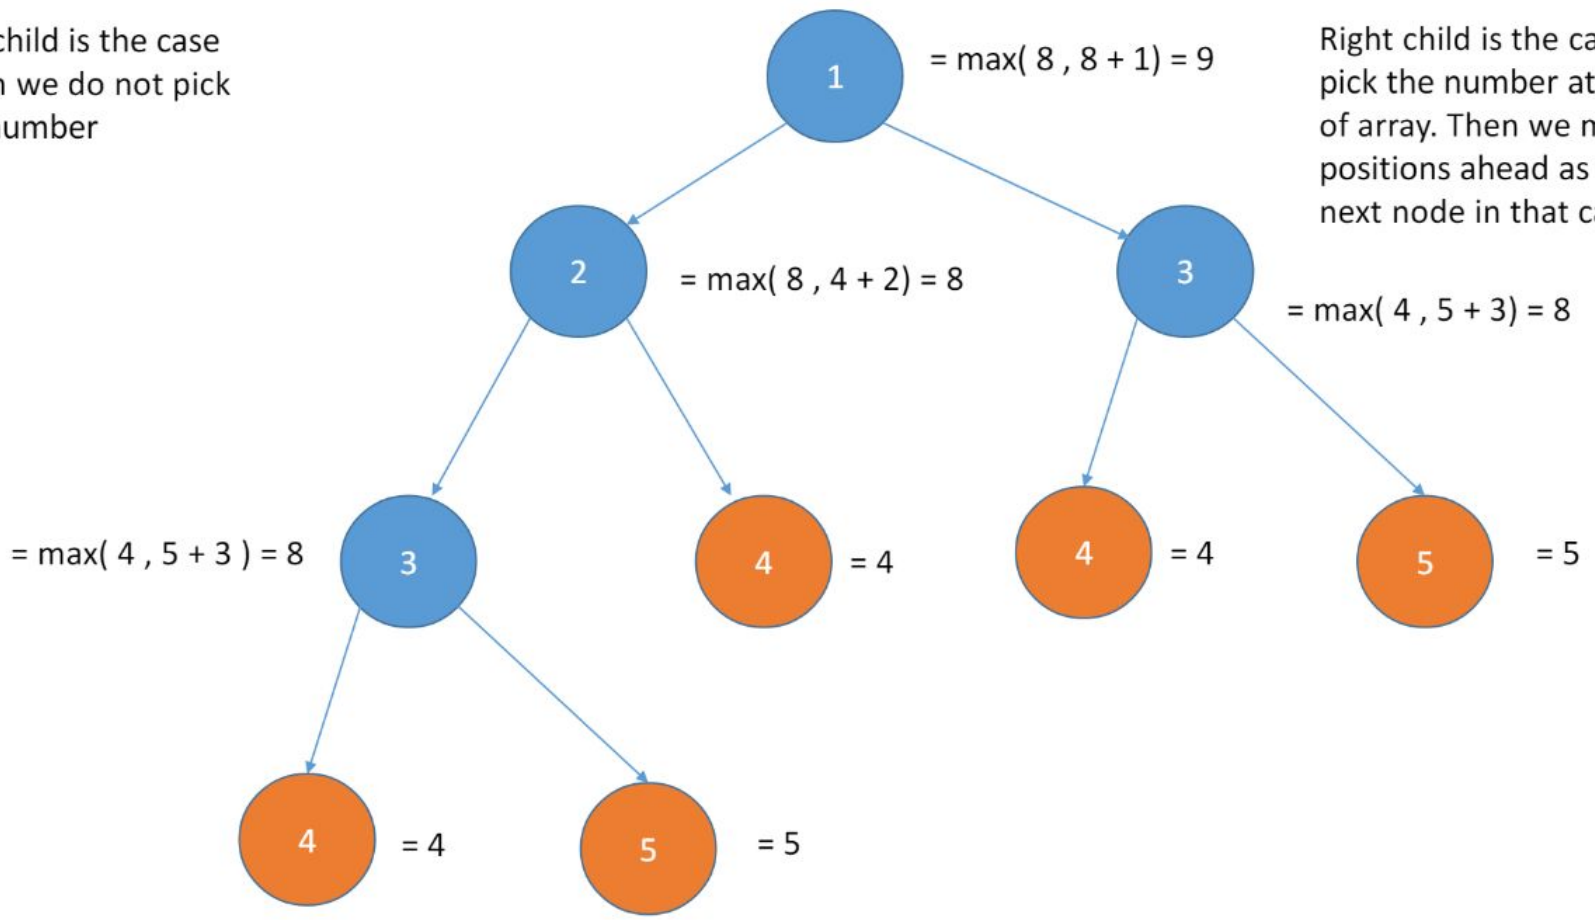 child is the case
we do not pick
number
1
= max( 8 , 8 + 1) = 9
Right child is the
pick the number at
of array. Then we
positions ahead as
next node in that
2
= max( 8 , 4 + 2) = 8
3
= max( 4 , 5 + 3) = 8
= max( 4 , 5 + 3 ) = 8
3
4
= 4
4
= 4
5
= 5
4
= 4
5
= 5